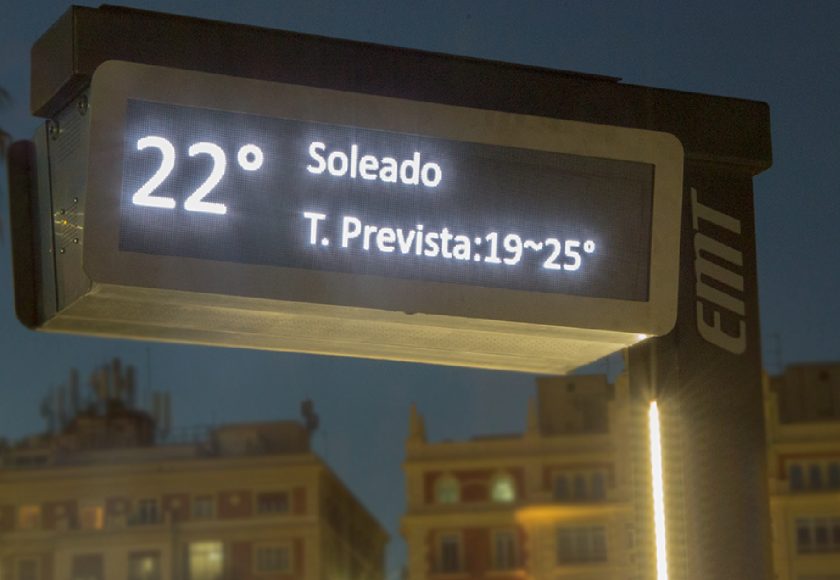 22°
Soleado
T. Prevista:19~25°
EMT